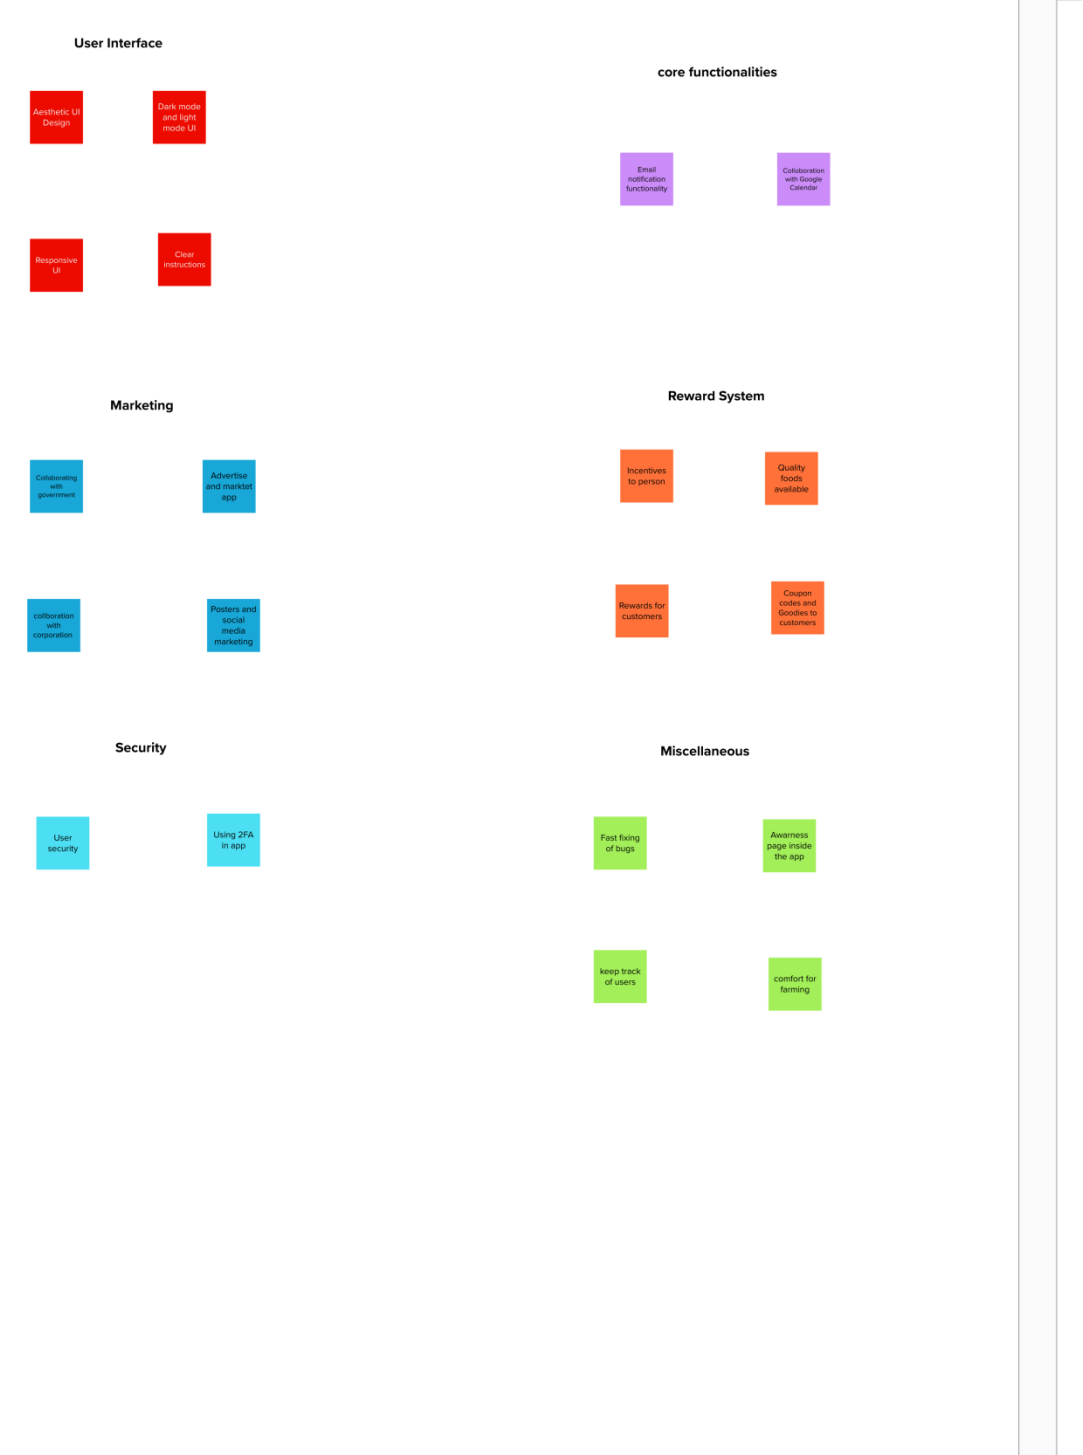 User Interface
Aesthetic UI
Design
Dark mode
and light
mode UI
Responsive
UI
Clear
instructions
core functionalities
Email
notification
functionality
Collaboration
with Google
Calendar
Marketing
Collaborating
with
government
Advertise
and marktet
app
collboration
with
corporation
Posters and
social
media
marketing
Reward System
Incentives
to person
Quality
foods
available
Rewards for
customers
Coupon
codes and
Goodies to
customers
Security
User
security
Using 2FA
in app
Miscellaneous
Fast fixing
of bugs
Awarness
page inside
the app
keep track
of users
comfort for
farming